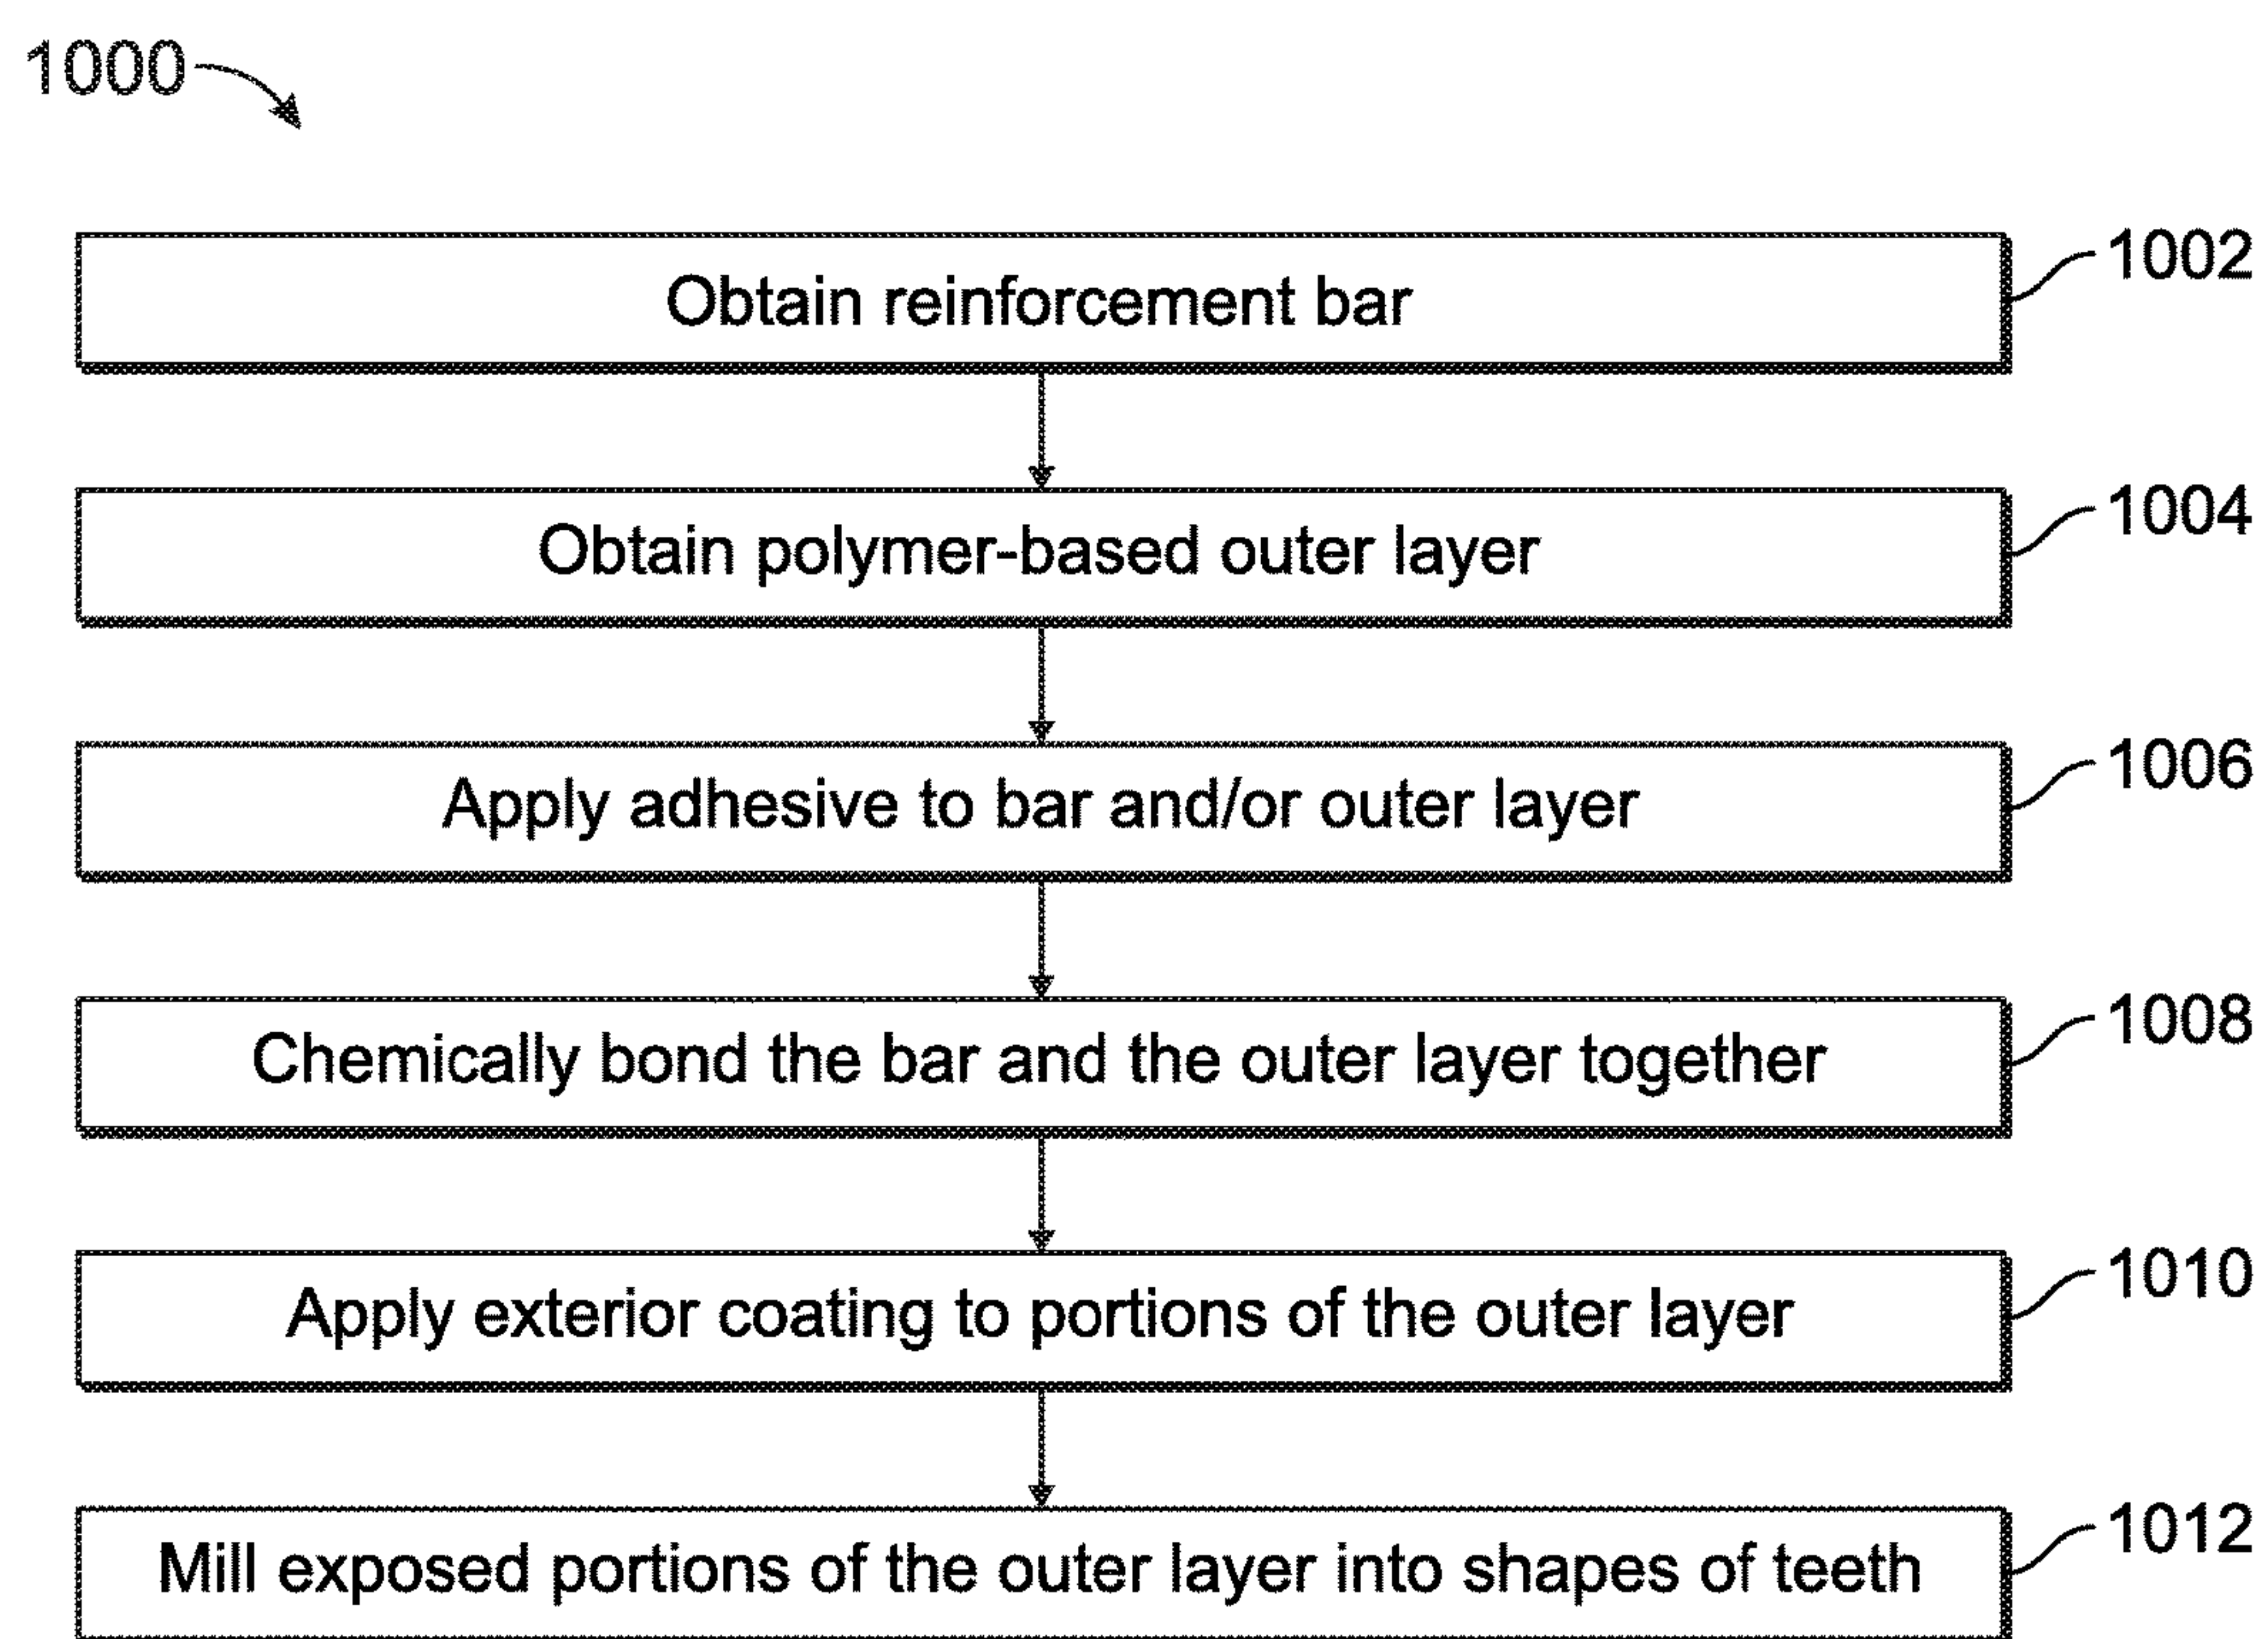 1000
Obtain reinforcement bar
1002
Obtain polymer-based outer layer
1004
Apply adhesive to bar and/or outer layer
1006
Chemically bond the bar and the outer layer together
1008
Apply exterior coating to portions of the outer layer
1010
Mill exposed portions of the outer layer into shapes of teeth
1012